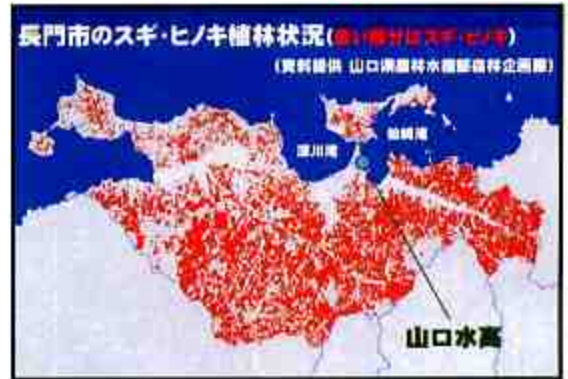 長門市のスギ・ヒノキ植林状況(赤い部分はスギ・ヒノキ)
(資料提供 山口県農林水産部森林企画課)
仙崎湾
深川湾
山口水高